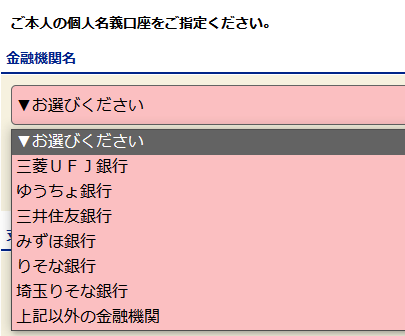 ご本人の個人名義口座をご指定ください。
金融機関名
▼お選びください
▼お選びください
三菱ＵＦＪ銀行
ゆうちょ銀行
三井住友銀行
みずほ銀行
りそな銀行
埼玉りそな銀行
上記以外の金融機関